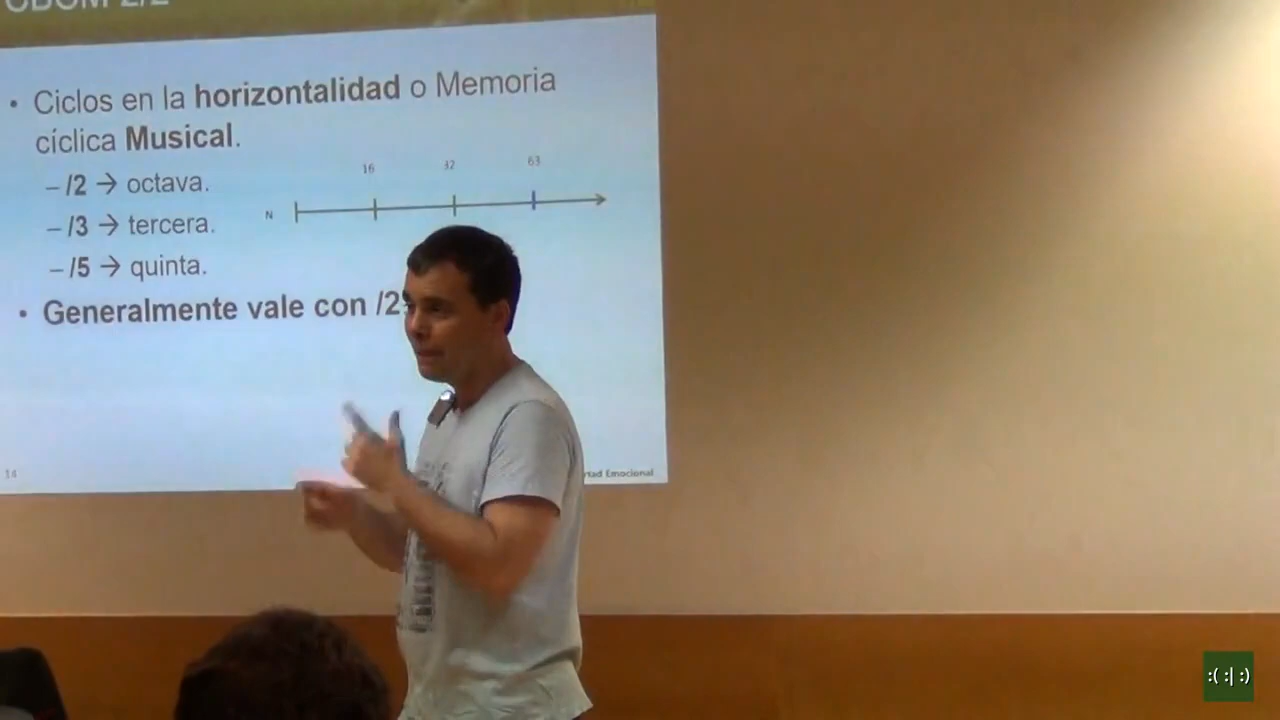 • Ciclos en la horizontalidad o Memoria
cíclica Musical.
– /2 → octava.
– /3 → tercera.
– /5 → quinta.
N 16 32 63
• Generalmente vale con /2
14
Emocional
:( :| :)